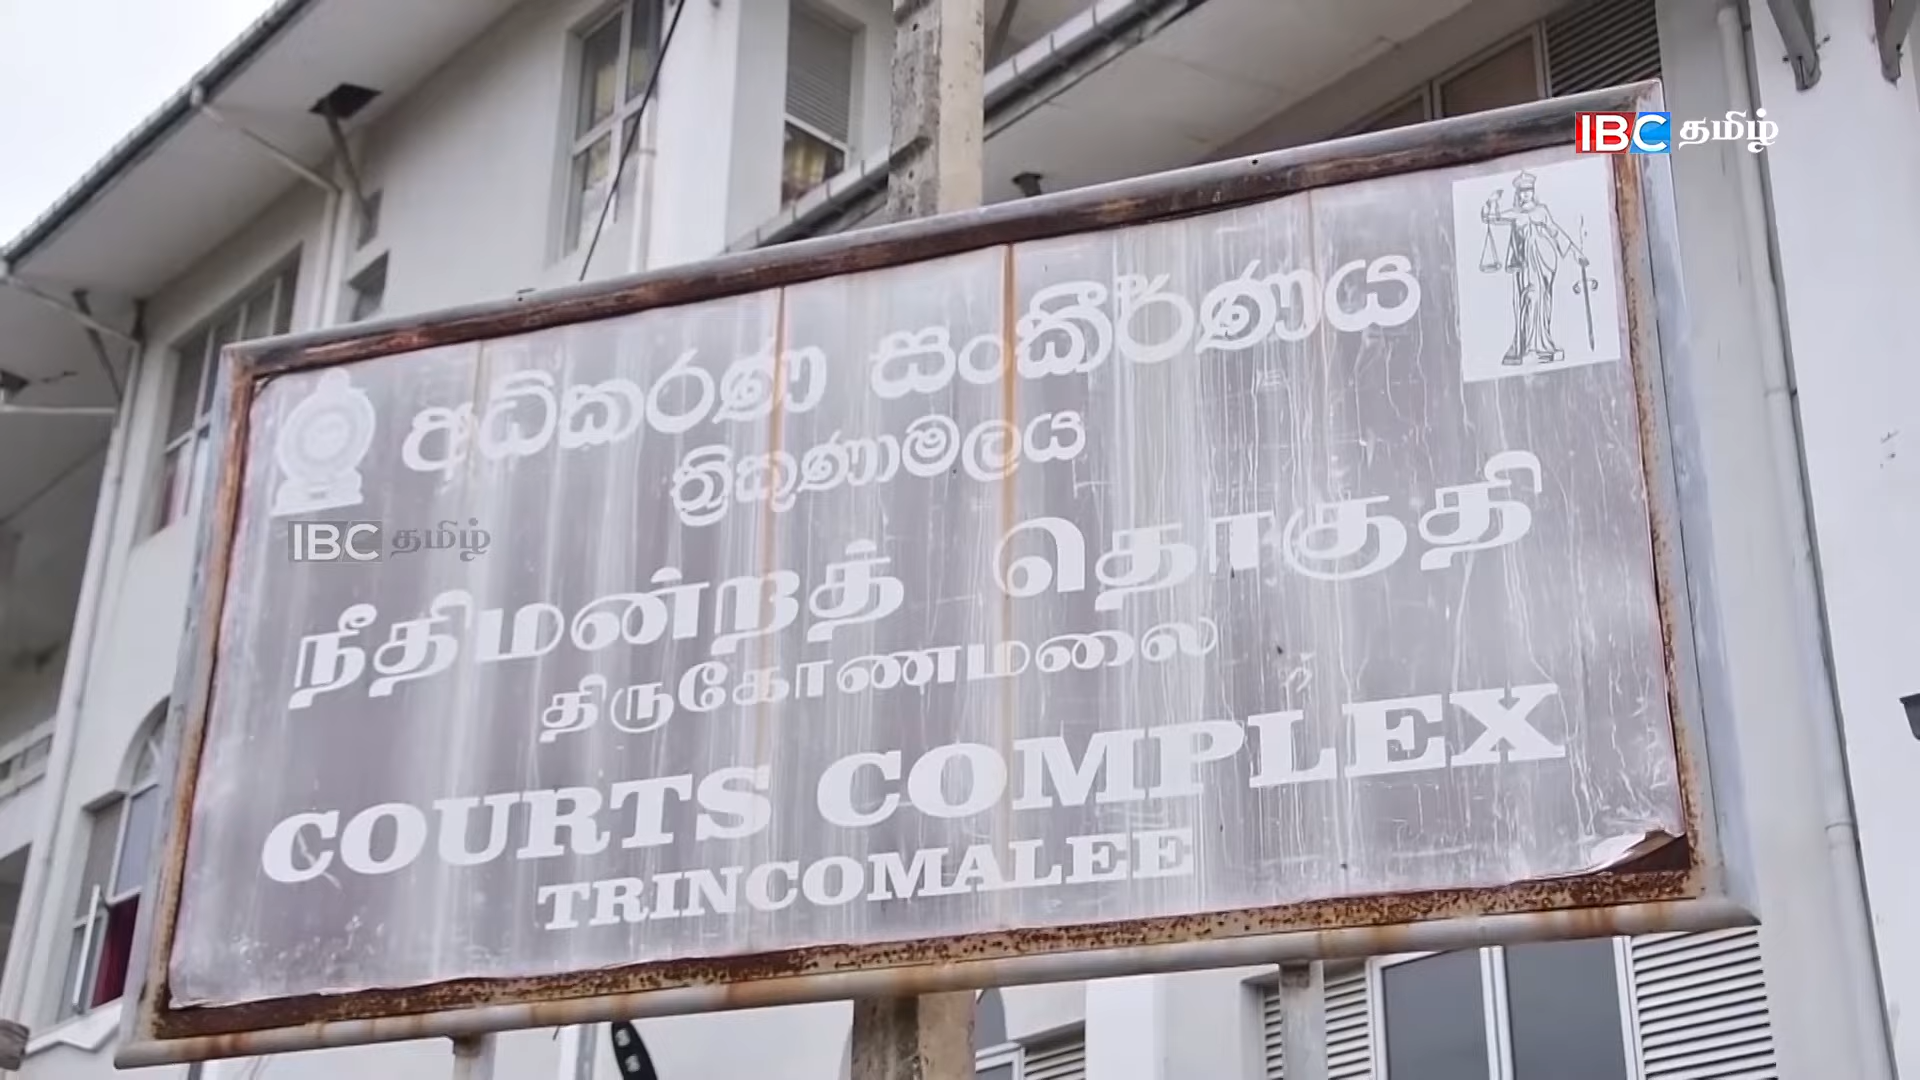 IBC தமிழ்
අධිකරණ සංකීර්ණය
ත්‍රිකුණාමලය
IBC தமிழ்
நீதிமன்றத் தொகுதி
திருகோணமலை
COURTS COMPLEX
TRINCOMALEE